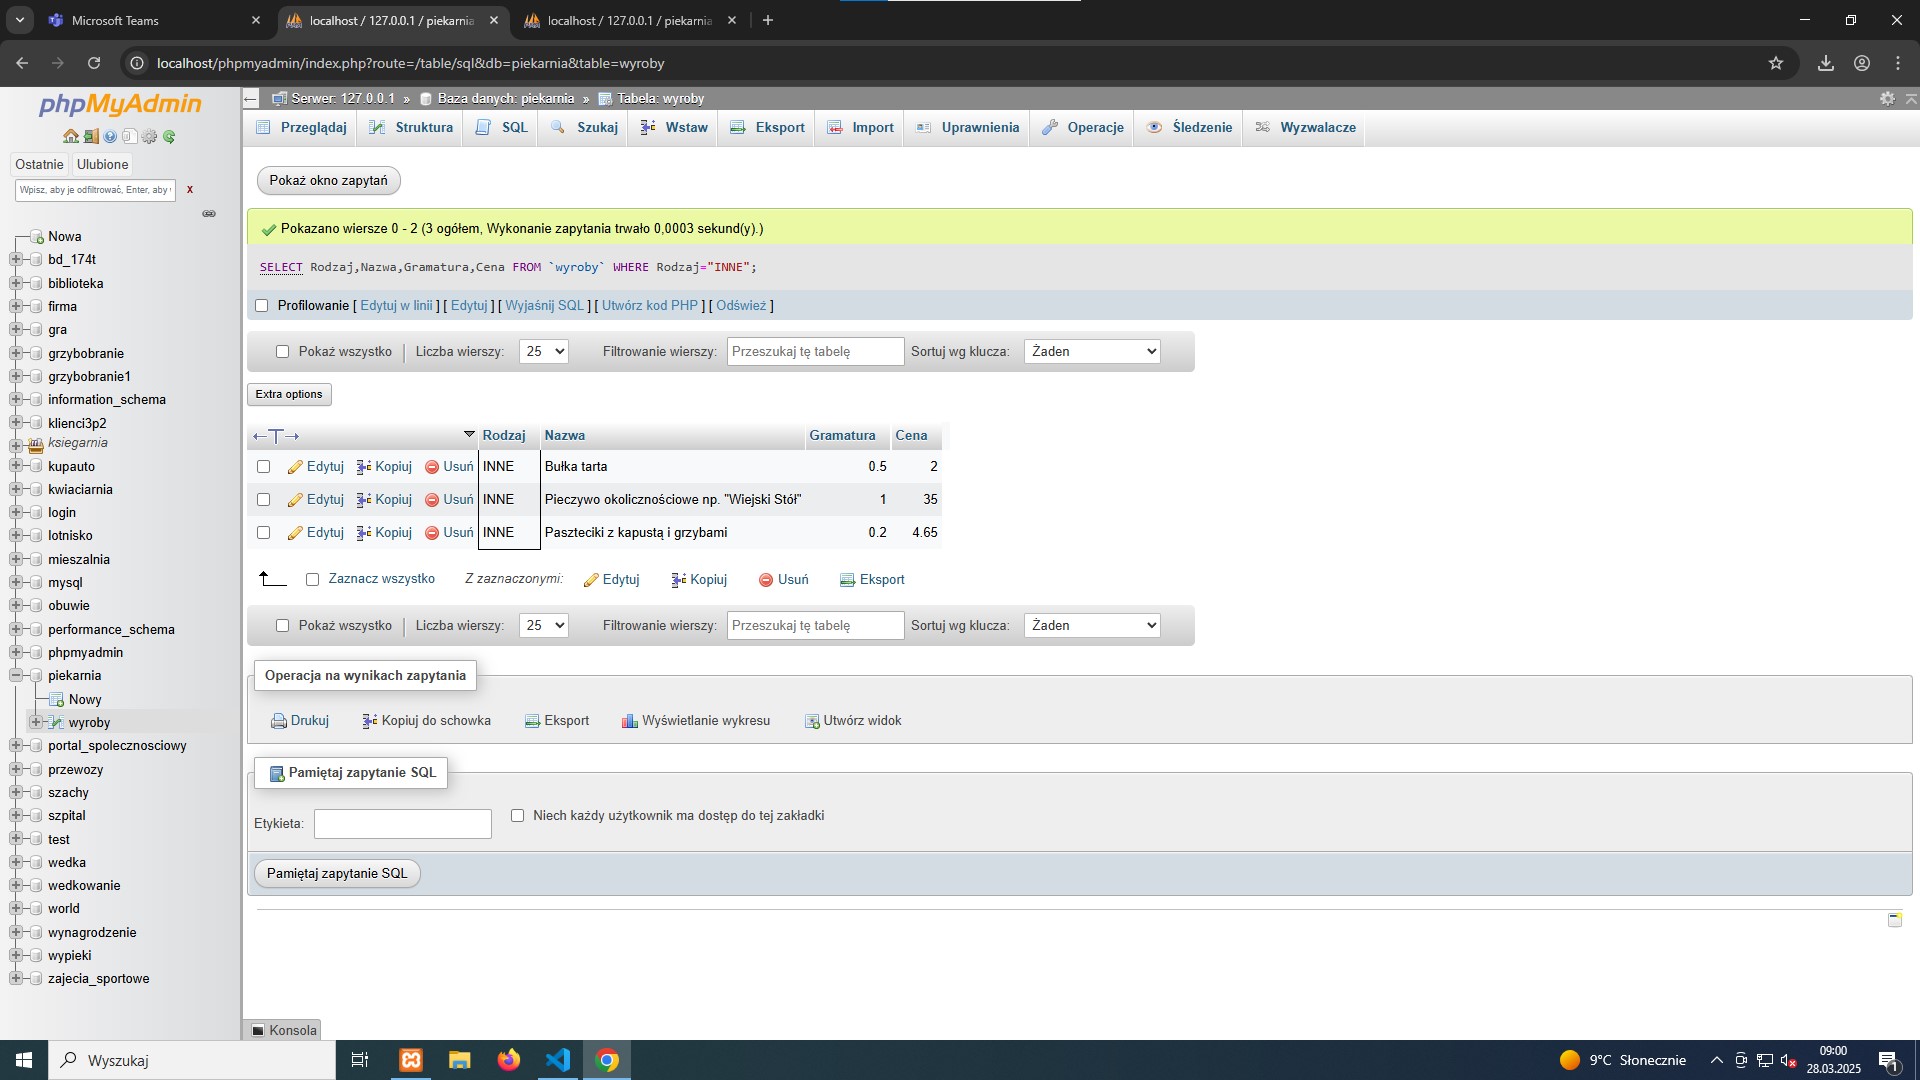 Microsoft Teams
localhost / 127.0.0.1 / piekarnia
localhost / 127.0.0.1 / piekarnia
localhost/phpmyadmin/index.php?route=/table/sql&db=piekarnia&table=wyroby
phpMyAdmin
Ostatnie Ulubione
Wpisz, aby je odfiltrować, Enter, aby x
Nowa
bd_174t
biblioteka
firma
gra
grzybobranie
grzybobranie1
information_schema
klienci3p2
ksiegarnia
kupauto
kwiaciarnia
login
lotnisko
mieszalnia
mysql
obuwie
performance_schema
phpmyadmin
piekarnia
Nowy
wyroby
portal_spolecznosciowy
przewozy
szachy
szpital
test
wedka
wedkowanie
world
wynagrodzenie
wypieki
zajecia_sportowe
Serwer: 127.0.0.1 » Baza danych: piekarnia » Tabela: wyroby
Przeglądaj Struktura SQL Szukaj Wstaw Eksport Import Uprawnienia Operacje Śledzenie Wyzwalacze
Pokaż okno zapytań
Pokazano wiersze 0 - 2 (3 ogółem, Wykonanie zapytania trwało 0,0003 sekund(y).)
SELECT Rodzaj,Nazwa,Gramatura,Cena FROM `wyroby` WHERE Rodzaj="INNE";
Profilowanie [ Edytuj w linii ] [ Edytuj ] [ Wyjaśnij SQL ] [ Utwórz kod PHP ] [ Odśwież ]
Pokaż wszystko | Liczba wierszy: 25 Filtrowanie wierszy: Przeszukaj tę tabelę Sortuj wg klucza: Żaden
Extra options
←T→ Rodzaj Nazwa Gramatura Cena
Edytuj Kopiuj Usuń INNE Bułka tarta 0.5 2
Edytuj Kopiuj Usuń INNE Pieczywo okolicznościowe np. "Wiejski Stół" 1 35
Edytuj Kopiuj Usuń INNE Paszteciki z kapustą i grzybami 0.2 4.65
Zaznacz wszystko Z zaznaczonymi: Edytuj Kopiuj Usuń Eksport
Pokaż wszystko | Liczba wierszy: 25 Filtrowanie wierszy: Przeszukaj tę tabelę Sortuj wg klucza: Żaden
Operacja na wynikach zapytania
Drukuj Kopiuj do schowka Eksport Wyświetlanie wykresu Utwórz widok
Pamiętaj zapytanie SQL
Etykieta: Niech każdy użytkownik ma dostęp do tej zakładki
Pamiętaj zapytanie SQL
Konsola
Wyszukaj
9°C Słonecznie
09:00
28.03.2025
1